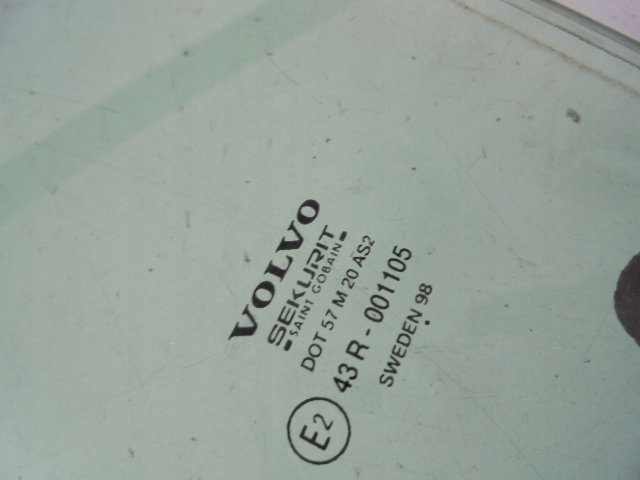 VOLVO
SEKURIT
SAINT GOBAIN
DOT 57 M 20 AS2
E2 43 R - 001105
SWEDEN 98